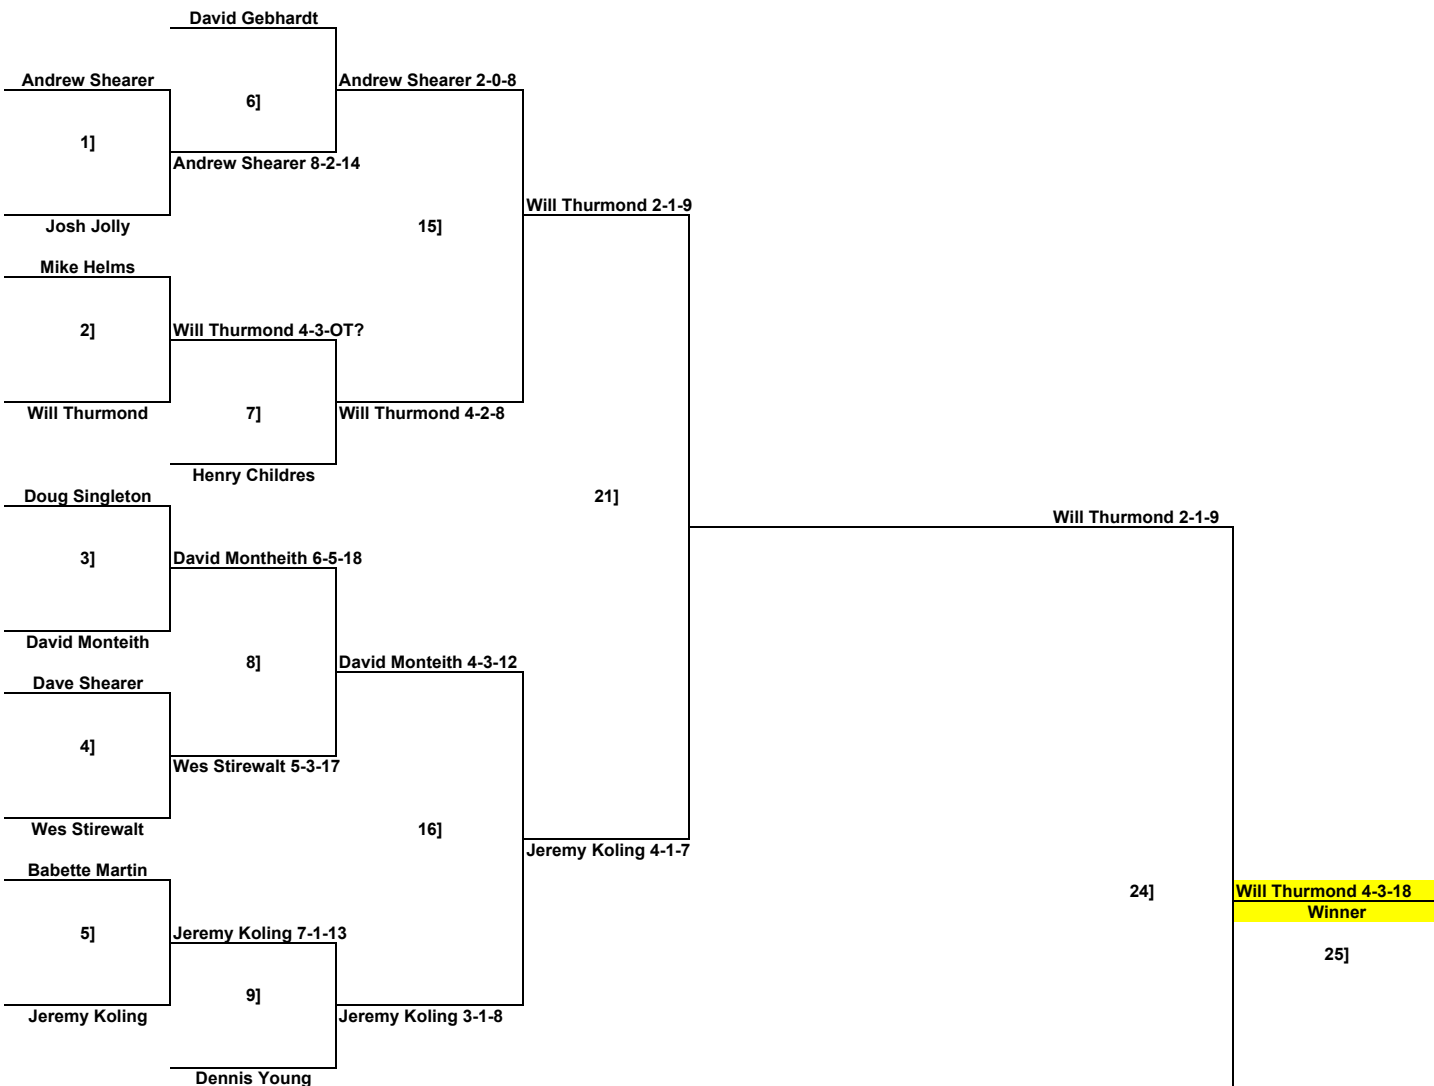 David Gebhardt
Andrew Shearer
Andrew Shearer 2-0-8
6]
1]
Andrew Shearer 8-2-14
Will Thurmond 2-1-9
Josh Jolly
15]
Mike Helms
2]
Will Thurmond 4-3-OT?
Will Thurmond
7]
Will Thurmond 4-2-8
Henry Childres
Doug Singleton
21]
Will Thurmond 2-1-9
3]
David Montheith 6-5-18
David Monteith
8]
David Monteith 4-3-12
Dave Shearer
4]
Wes Stirewalt 5-3-17
Wes Stirewalt
16]
Jeremy Koling 4-1-7
Babette Martin
24]
Will Thurmond 4-3-18
Winner
5]
Jeremy Koling 7-1-13
25]
9]
Jeremy Koling
Jeremy Koling 3-1-8
Dennis Young